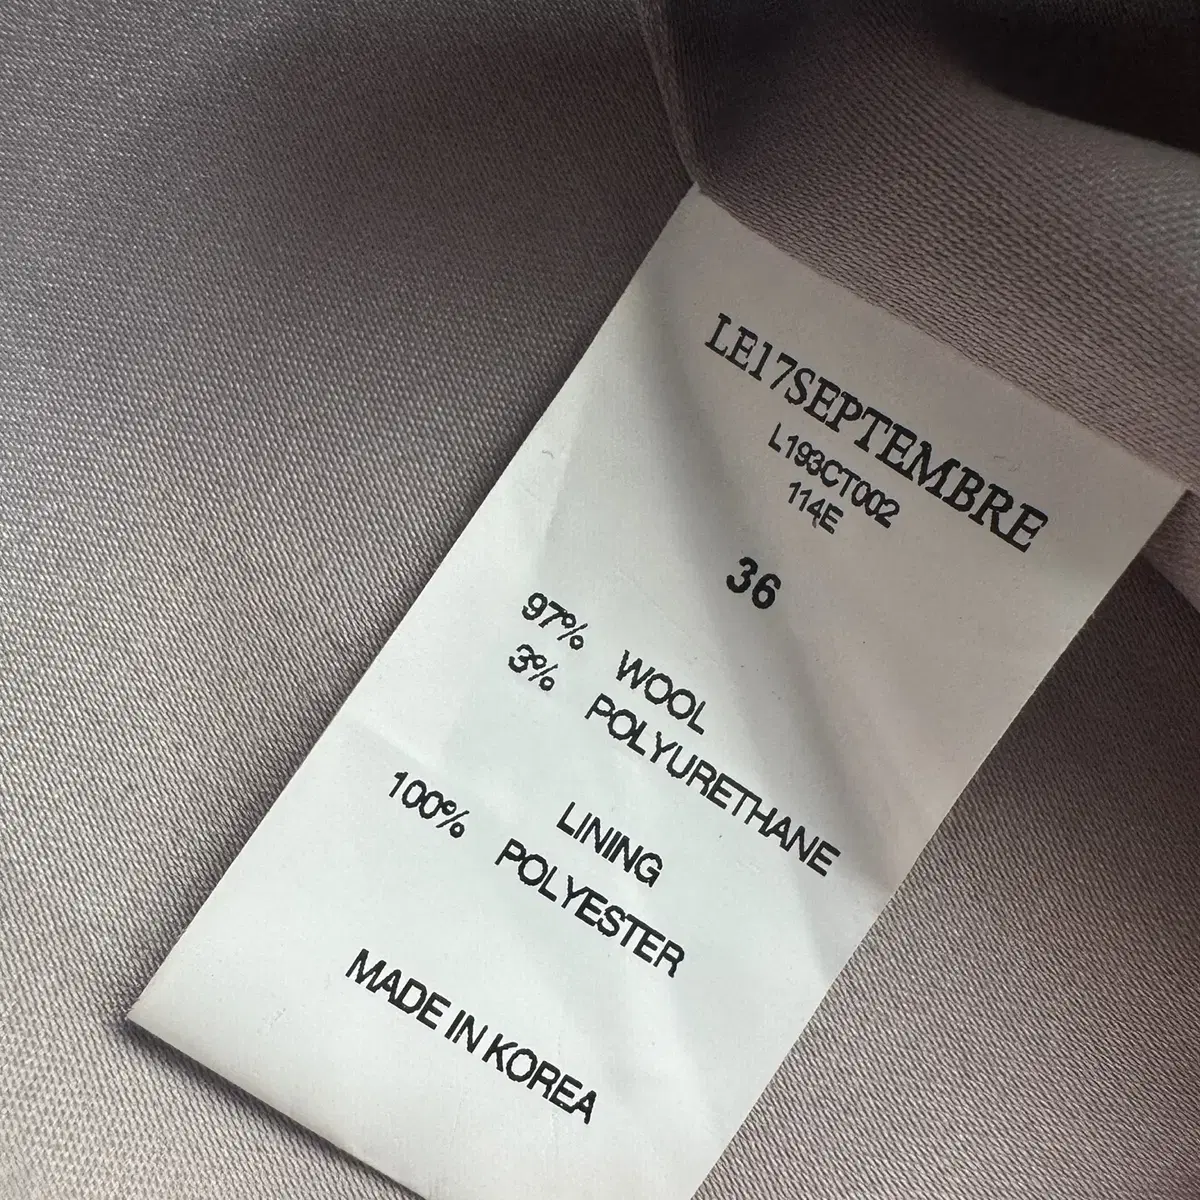 LE17SEPTEMBRE
L193CT002
114E
36
97% WOOL
3% POLYURETHANE
LINING
100% POLYESTER
MADE IN KOREA